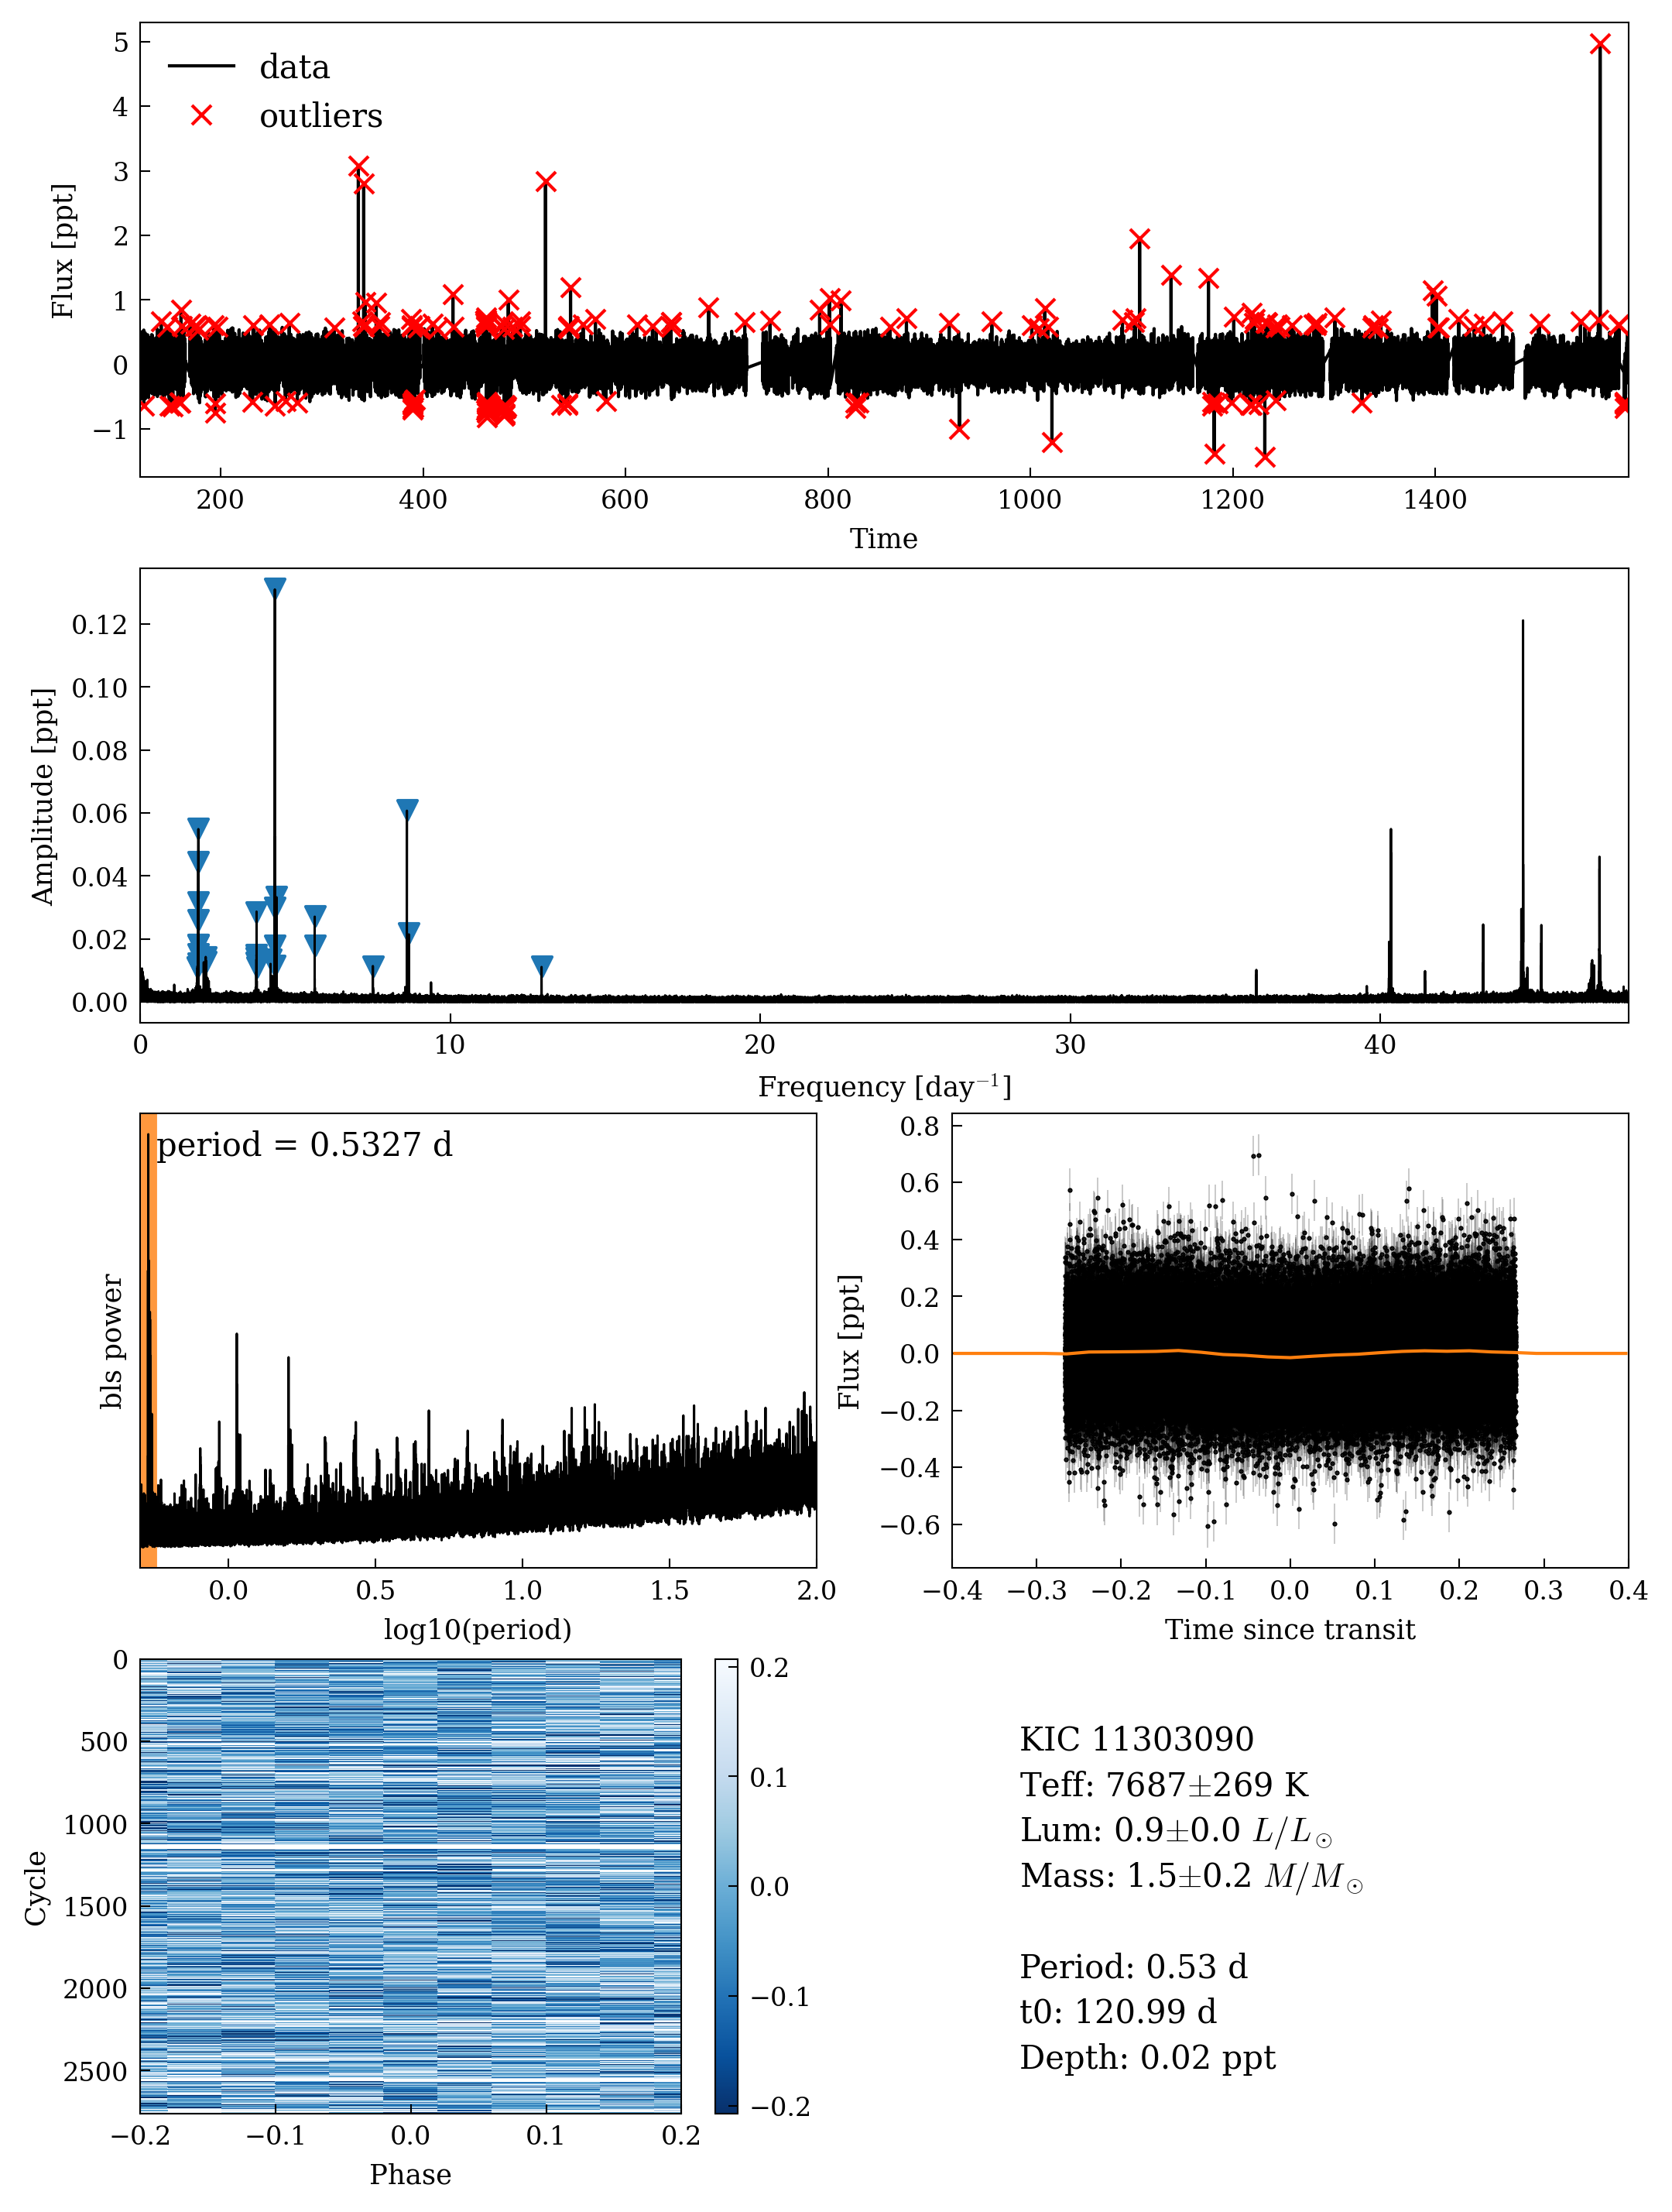 data
outliers
5
4
3
2
1
0
−1
Flux [ppt]
200 400 600 800 1000 1200 1400
Time
0.12
0.10
0.08
0.06
0.04
0.02
0.00
Amplitude [ppt]
0 10 20 30 40
Frequency [day⁻¹]
period = 0.5327 d
bls power
0.0 0.5 1.0 1.5 2.0
log10(period)
0.8
0.6
0.4
0.2
0.0
−0.2
−0.4
−0.6
Flux [ppt]
−0.4 −0.3 −0.2 −0.1 0.0 0.1 0.2 0.3 0.4
Time since transit
0
500
1000
1500
2000
2500
Cycle
−0.2 −0.1 0.0 0.1 0.2
Phase
0.2
0.1
0.0
−0.1
−0.2
KIC 11303090
Teff: 7687±269 K
Lum: 0.9±0.0 L/L⊙
Mass: 1.5±0.2 M/M⊙
Period: 0.53 d
t0: 120.99 d
Depth: 0.02 ppt